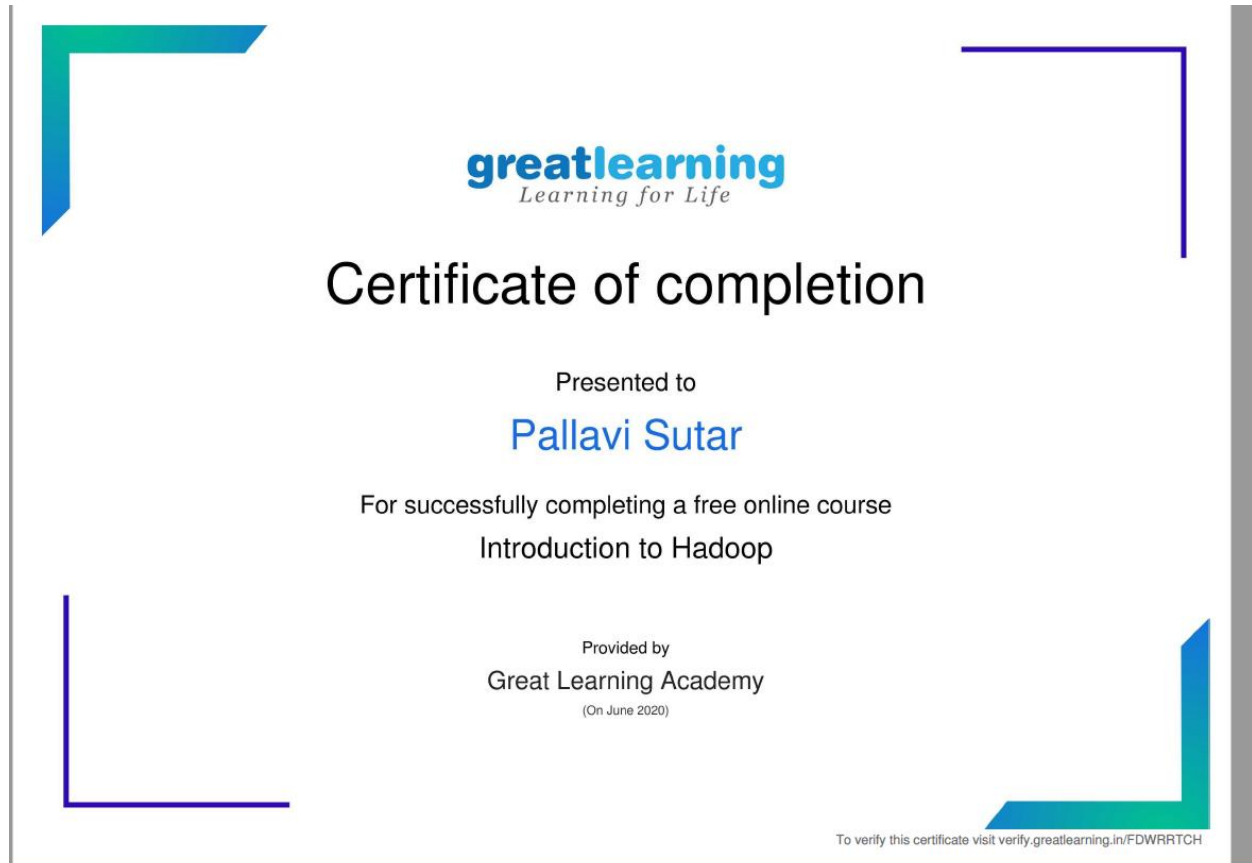 greatlearning
Learning for Life
Certificate of completion
Presented to
Pallavi Sutar
For successfully completing a free online course
Introduction to Hadoop
Provided by
Great Learning Academy
(On June 2020)
To verify this certificate visit verify.greatlearning.in/FDWRRTCH